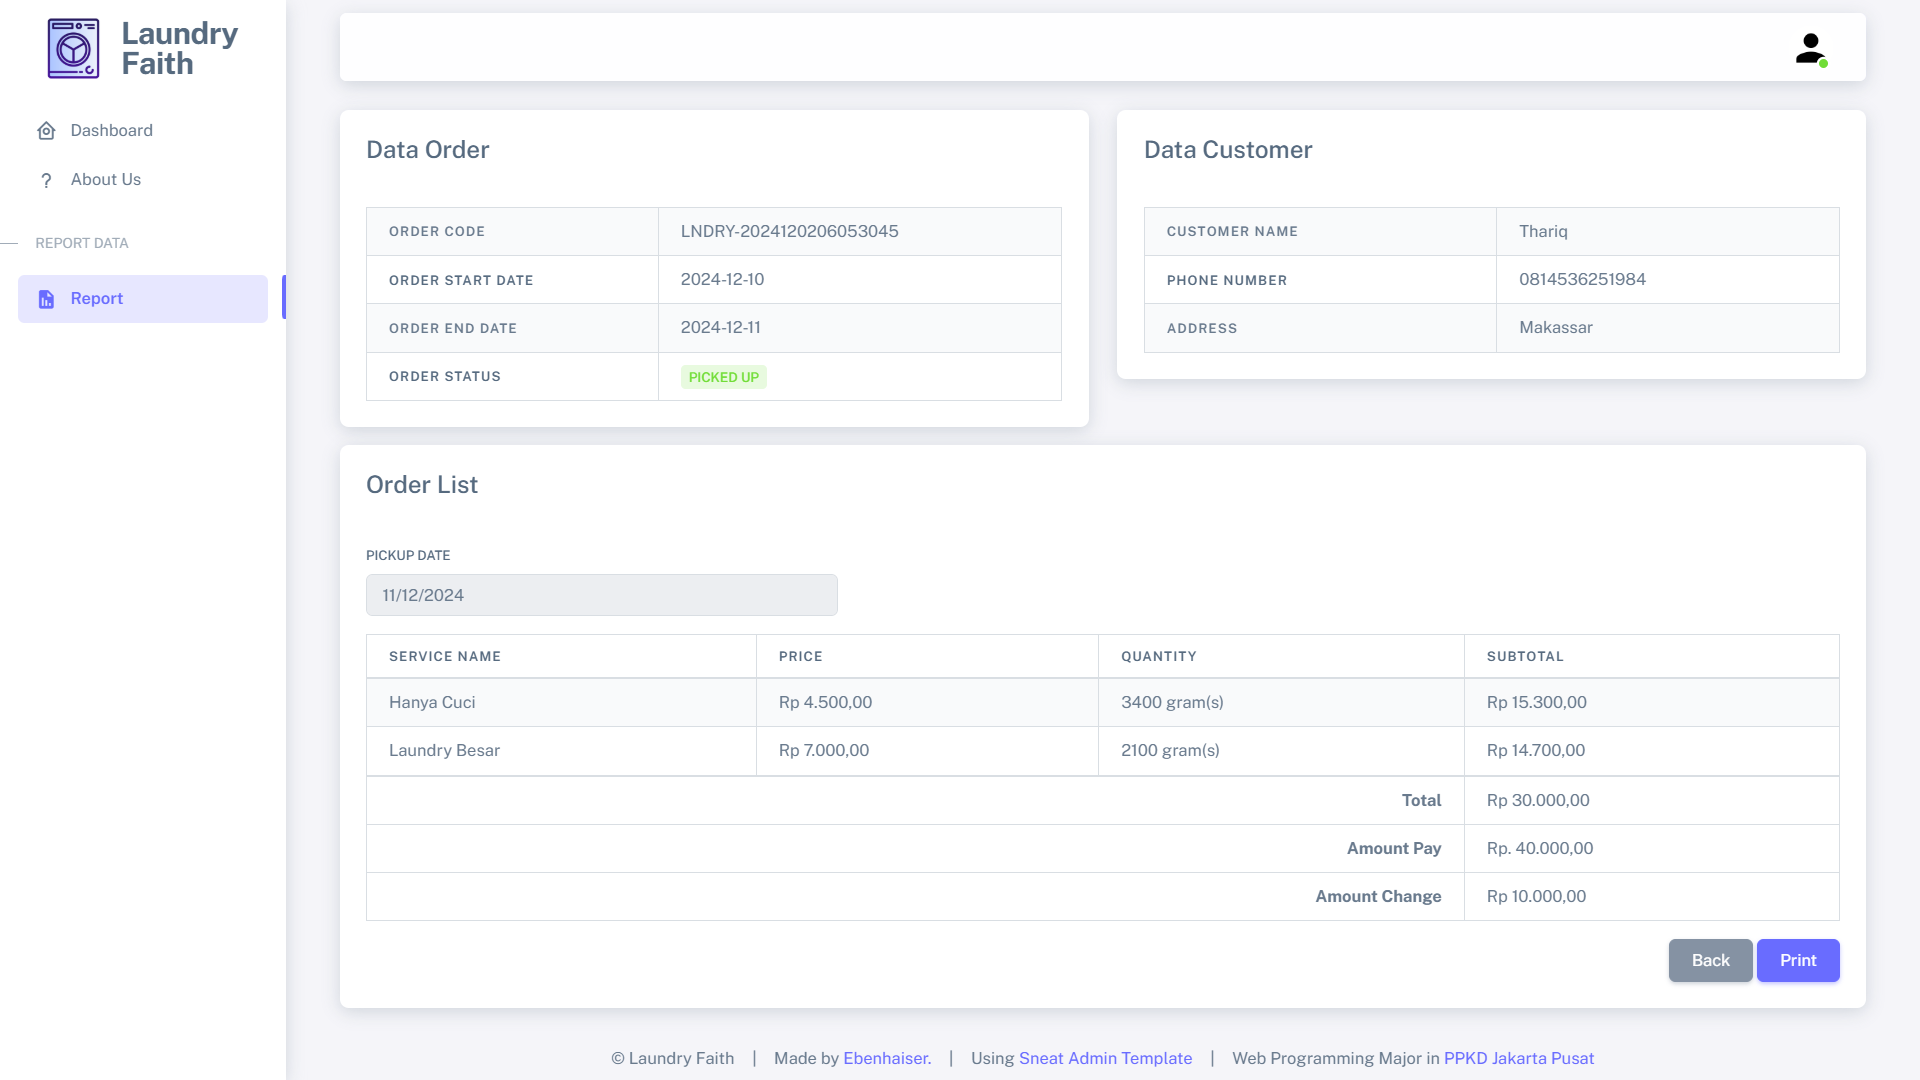 Laundry
Faith
Dashboard
About Us
REPORT DATA
Report
Data Order
ORDER CODE LNDRY-2024120206053045
ORDER START DATE 2024-12-10
ORDER END DATE 2024-12-11
ORDER STATUS PICKED UP
Data Customer
CUSTOMER NAME Thariq
PHONE NUMBER 0814536251984
ADDRESS Makassar
Order List
PICKUP DATE
11/12/2024
SERVICE NAME PRICE QUANTITY SUBTOTAL
Hanya Cuci Rp 4.500,00 3400 gram(s) Rp 15.300,00
Laundry Besar Rp 7.000,00 2100 gram(s) Rp 14.700,00
Total Rp 30.000,00
Amount Pay Rp. 40.000,00
Amount Change Rp 10.000,00
Back Print
© Laundry Faith | Made by Ebenhaiser. | Using Sneat Admin Template | Web Programming Major in PPKD Jakarta Pusat